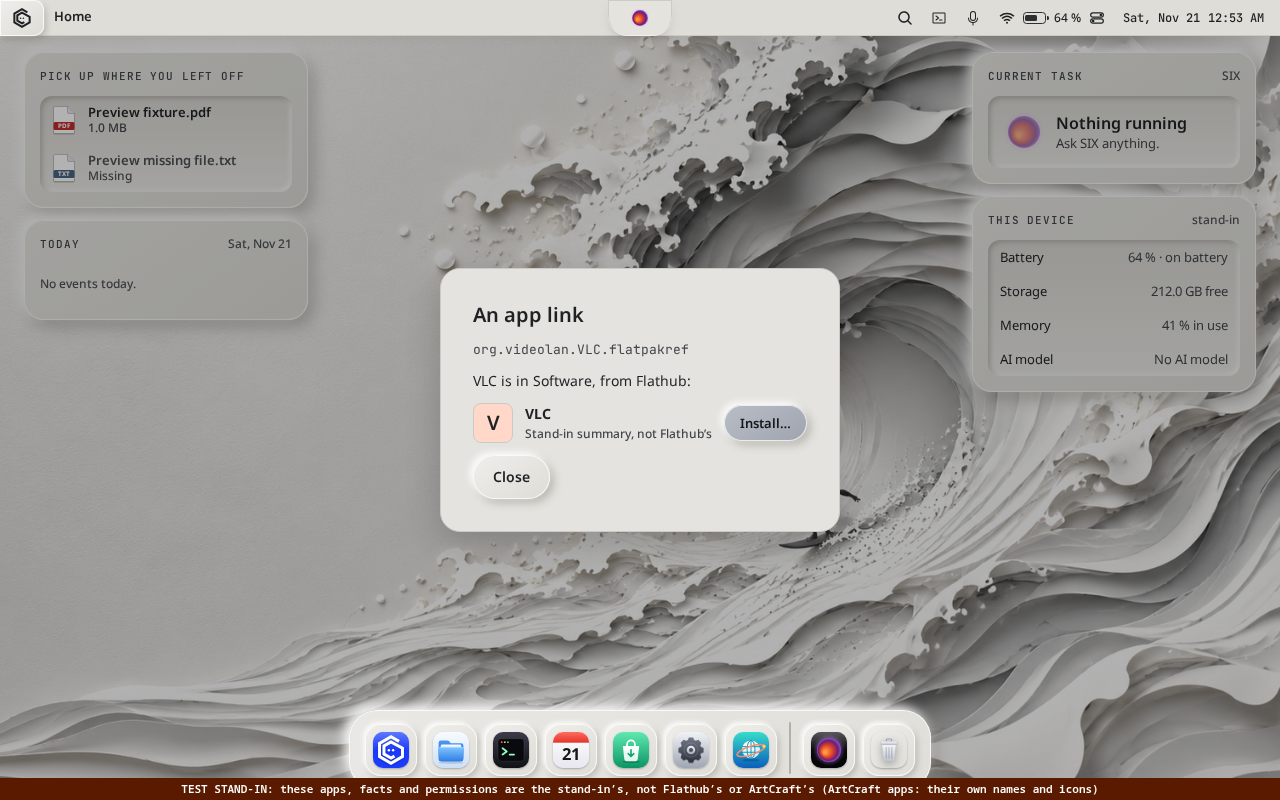 Home
64 %
Sat, Nov 21 12:53 AM
PICK UP WHERE YOU LEFT OFF
PDF
Preview fixture.pdf
1.0 MB
TXT
Preview missing file.txt
Missing
TODAY
Sat, Nov 21
No events today.
CURRENT TASK
SIX
Nothing running
Ask SIX anything.
THIS DEVICE
stand-in
Battery
64 % · on battery
Storage
212.0 GB free
Memory
41 % in use
AI model
No AI model
An app link
org.videolan.VLC.flatpakref
VLC is in Software, from Flathub:
V
VLC
Stand-in summary, not Flathub's
Install…
Close
21
TEST STAND-IN: these apps, facts and permissions are the stand-in's, not Flathub's or ArtCraft's (ArtCraft apps: their own names and icons)